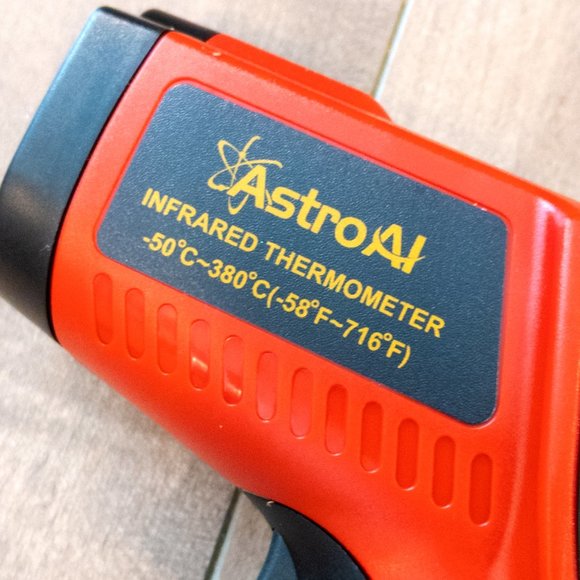 AstroAI
INFRARED THERMOMETER
-50°C~380°C(-58°F~716°F)